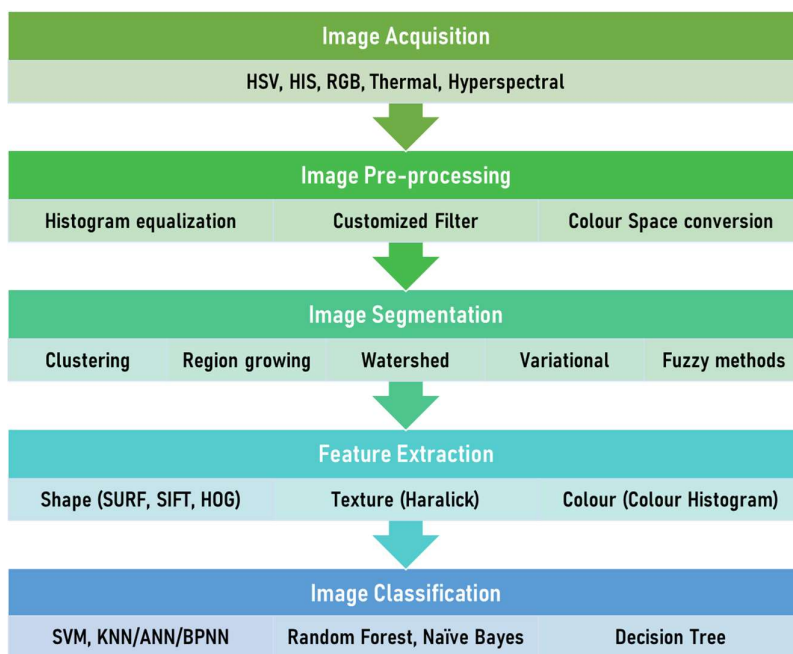 Image Acquisition
HSV, HIS, RGB, Thermal, Hyperspectral
Image Pre-processing
Histogram equalization
Customized Filter
Colour Space conversion
Image Segmentation
Clustering
Region growing
Watershed
Variational
Fuzzy methods
Feature Extraction
Shape (SURF, SIFT, HOG)
Texture (Haralick)
Colour (Colour Histogram)
Image Classification
SVM, KNN/ANN/BPNN
Random Forest, Naïve Bayes
Decision Tree